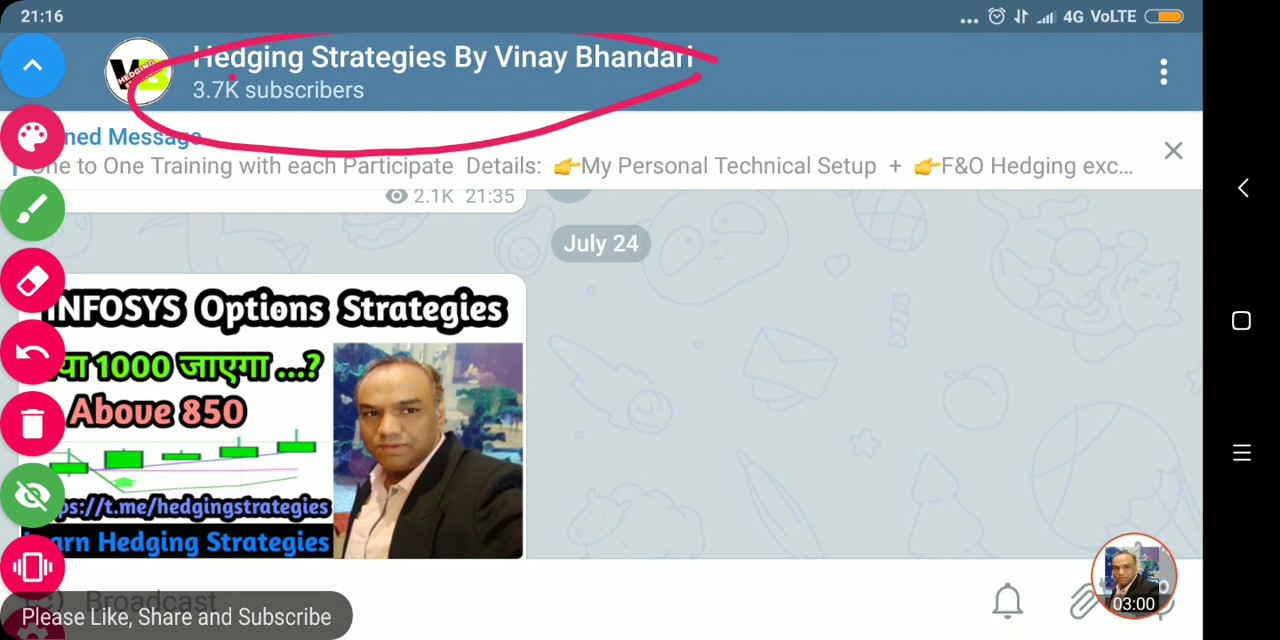 21:16
4G VoLTE
Hedging Strategies By Vinay Bhandari
3.7K subscribers
ned Message
One to One Training with each Participate Details: 👉My Personal Technical Setup + 👉F&O Hedging exc...
2.1K 21:35
July 24
INFOSYS Options Strategies
1000 जाएगा ...?
Above 850
ps://t.me/hedgingstrategies
arn Hedging Strategies
Broadcast
03:00
Please Like, Share and Subscribe